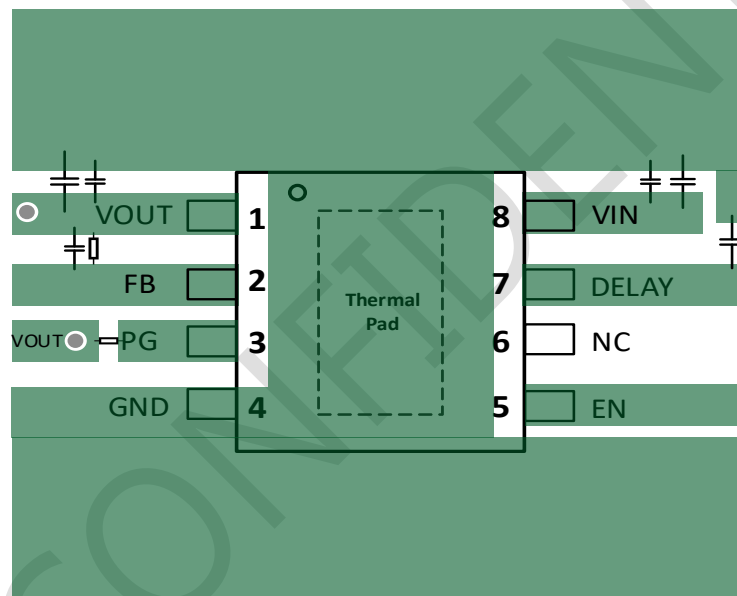 VOUT 1 8 VIN
FB 2 7 DELAY
Thermal
Pad
VOUT PG 3 6 NC
GND 4 5 EN
CONFIDENT